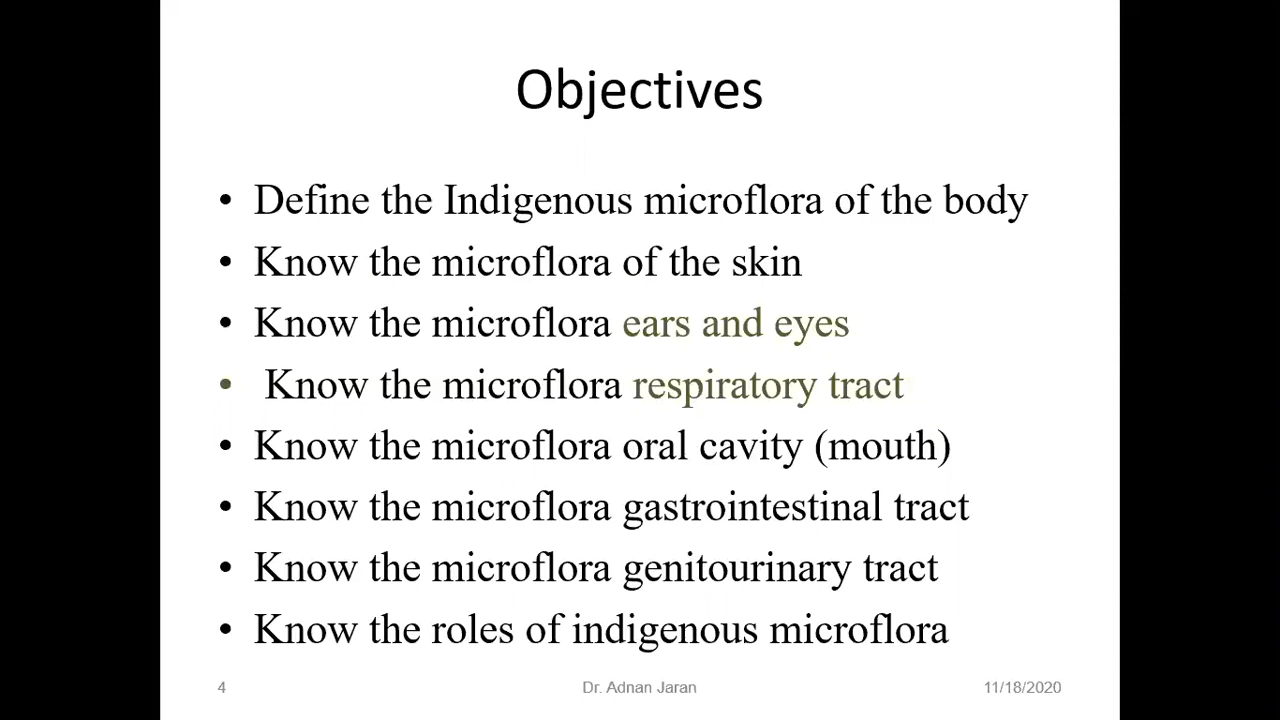 Objectives
• Define the Indigenous microflora of the body
• Know the microflora of the skin
• Know the microflora ears and eyes
• Know the microflora respiratory tract
• Know the microflora oral cavity (mouth)
• Know the microflora gastrointestinal tract
• Know the microflora genitourinary tract
• Know the roles of indigenous microflora
4 Dr. Adnan Jaran 11/18/2020